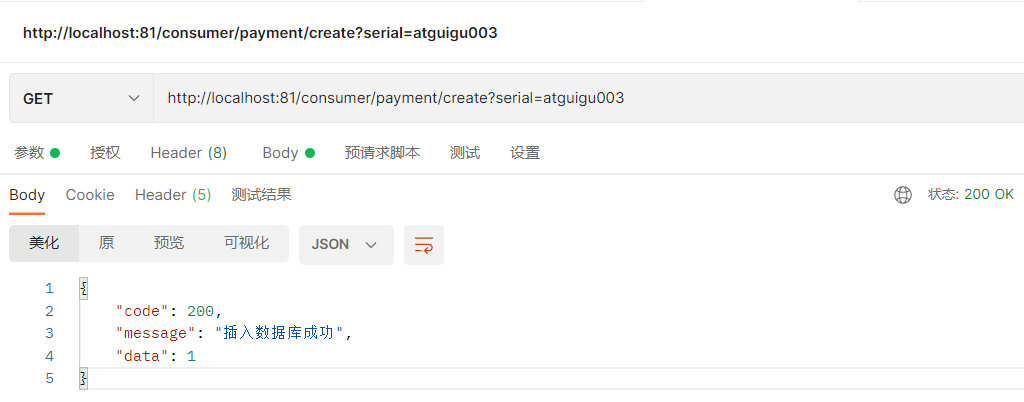 http://localhost:81/consumer/payment/create?serial=atguigu003
GET http://localhost:81/consumer/payment/create?serial=atguigu003
参数 授权 Header (8) Body 预请求脚本 测试 设置
Body Cookie Header (5) 测试结果 状态: 200 OK
美化 原 预览 可视化 JSON
1 {
2 "code": 200,
3 "message": "插入数据库成功",
4 "data": 1
5 }